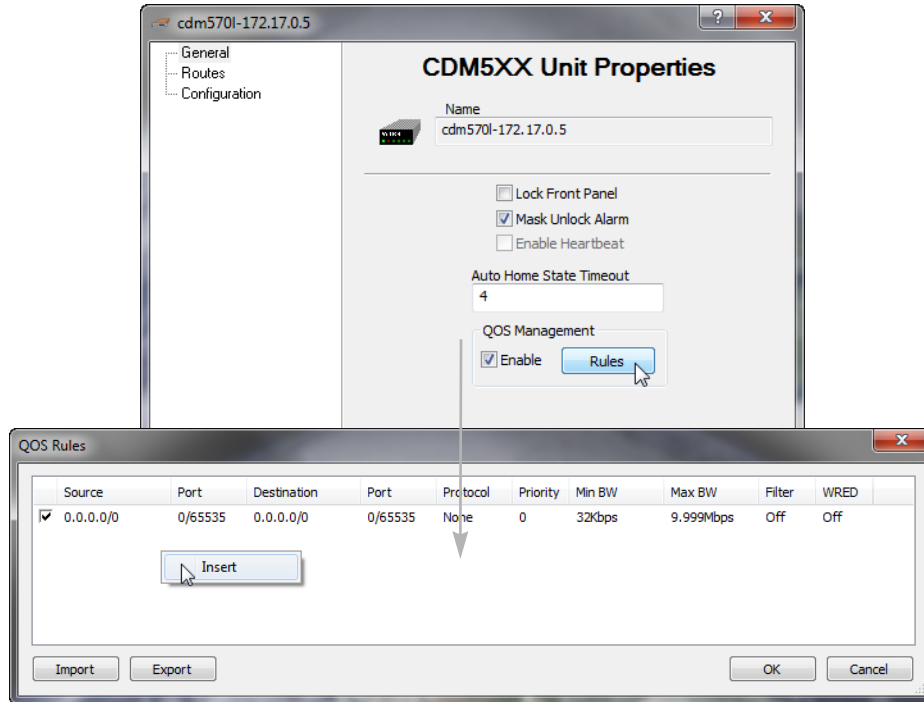 cdm570l-172.17.0.5
?
x
General
Routes
Configuration
CDM5XX Unit Properties
Name
cdm570l-172.17.0.5
Lock Front Panel
Mask Unlock Alarm
Enable Heartbeat
Auto Home State Timeout
4
QOS Management
Enable Rules
QOS Rules
x
Source Port Destination Port Protocol Priority Min BW Max BW Filter WRED
0.0.0.0/0 0/65535 0.0.0.0/0 0/65535 None 0 32Kbps 9.999Mbps Off Off
Insert
Import Export OK Cancel